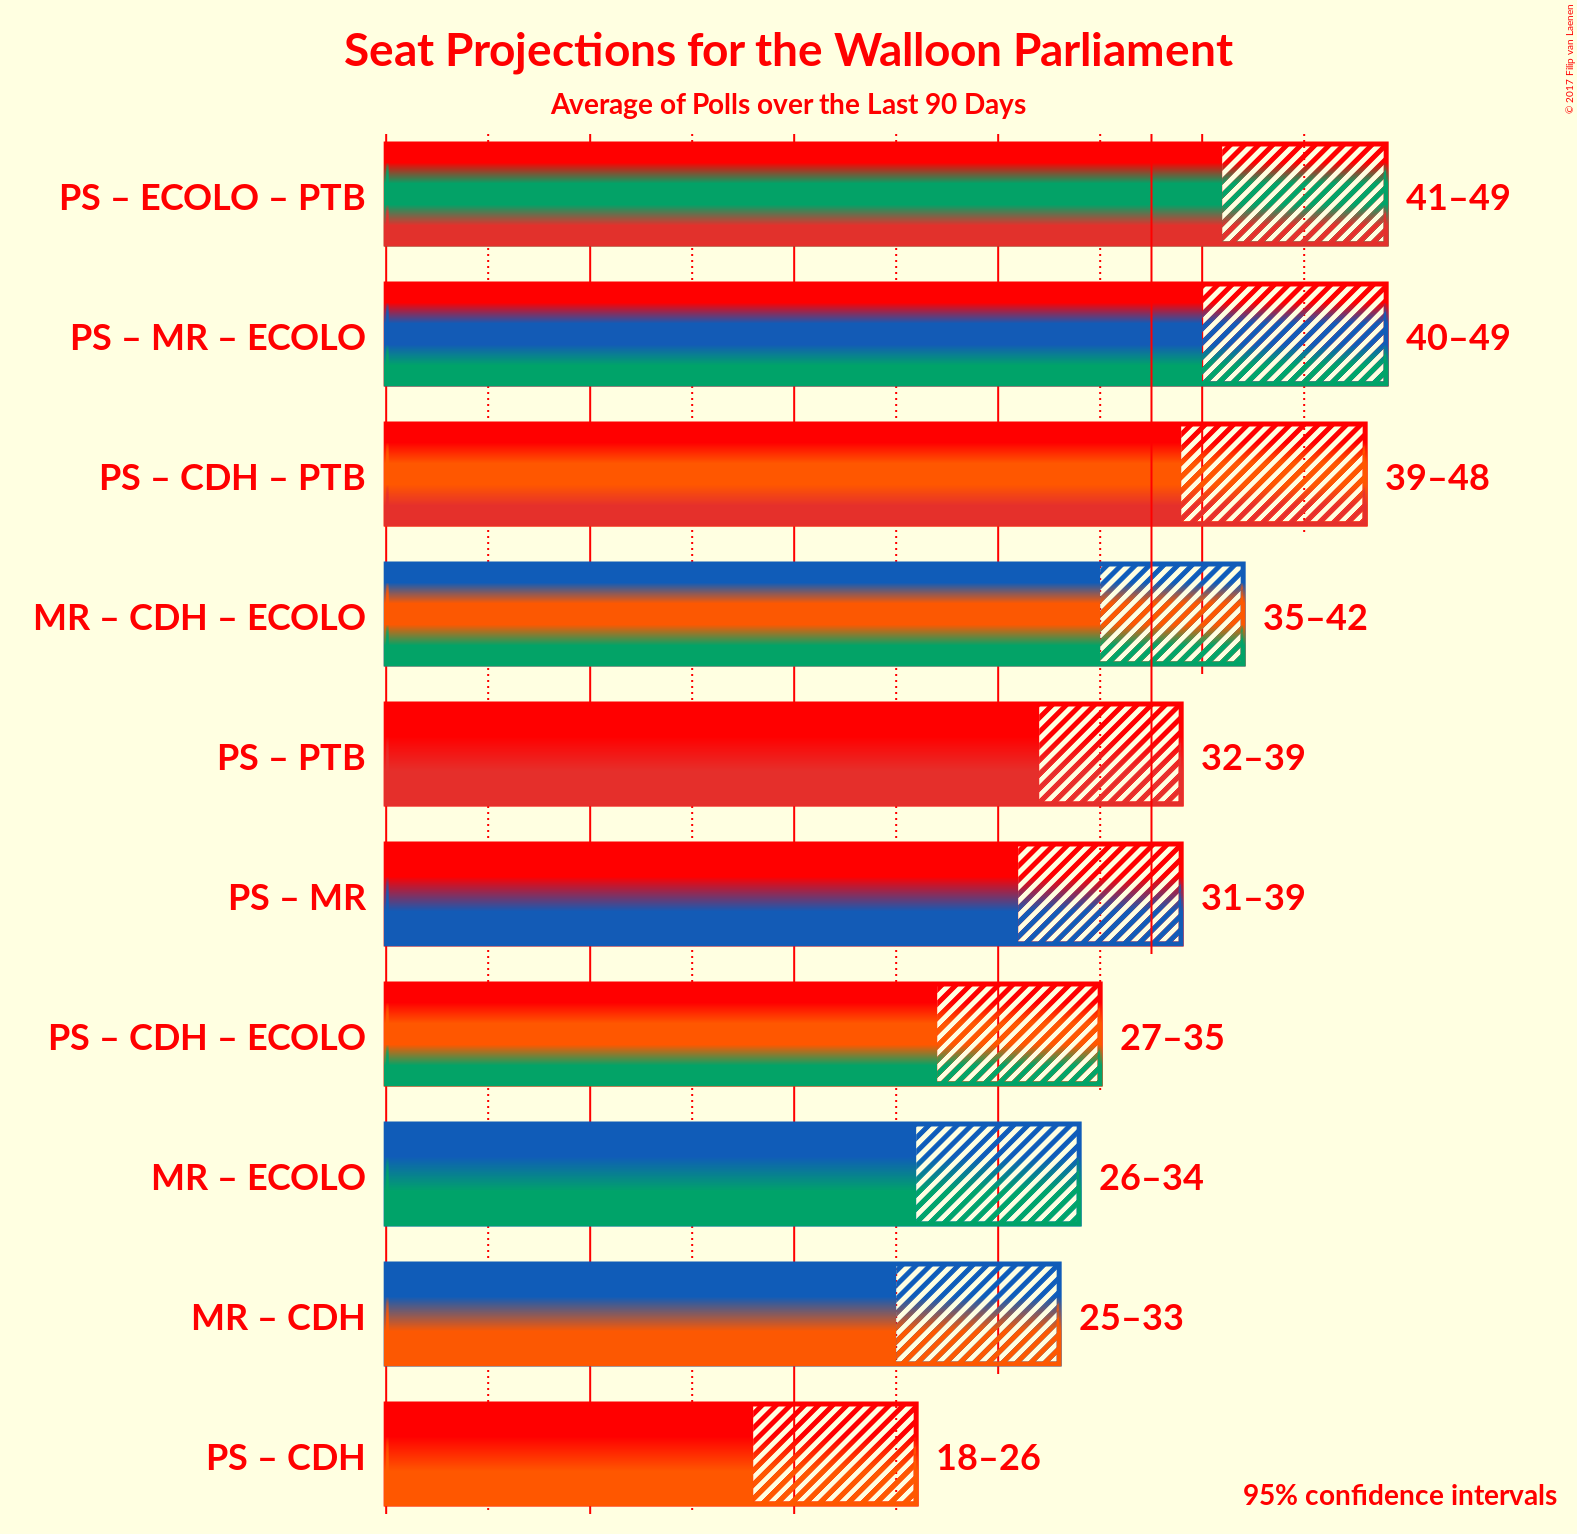 Seat Projections for the Walloon Parliament
Average of Polls over the Last 90 Days
© 2017 Filip van Laenen
PS – ECOLO – PTB 41–49
PS – MR – ECOLO 40–49
PS – CDH – PTB 39–48
MR – CDH – ECOLO 35–42
PS – PTB 32–39
PS – MR 31–39
PS – CDH – ECOLO 27–35
MR – ECOLO 26–34
MR – CDH 25–33
PS – CDH 18–26
95% confidence intervals